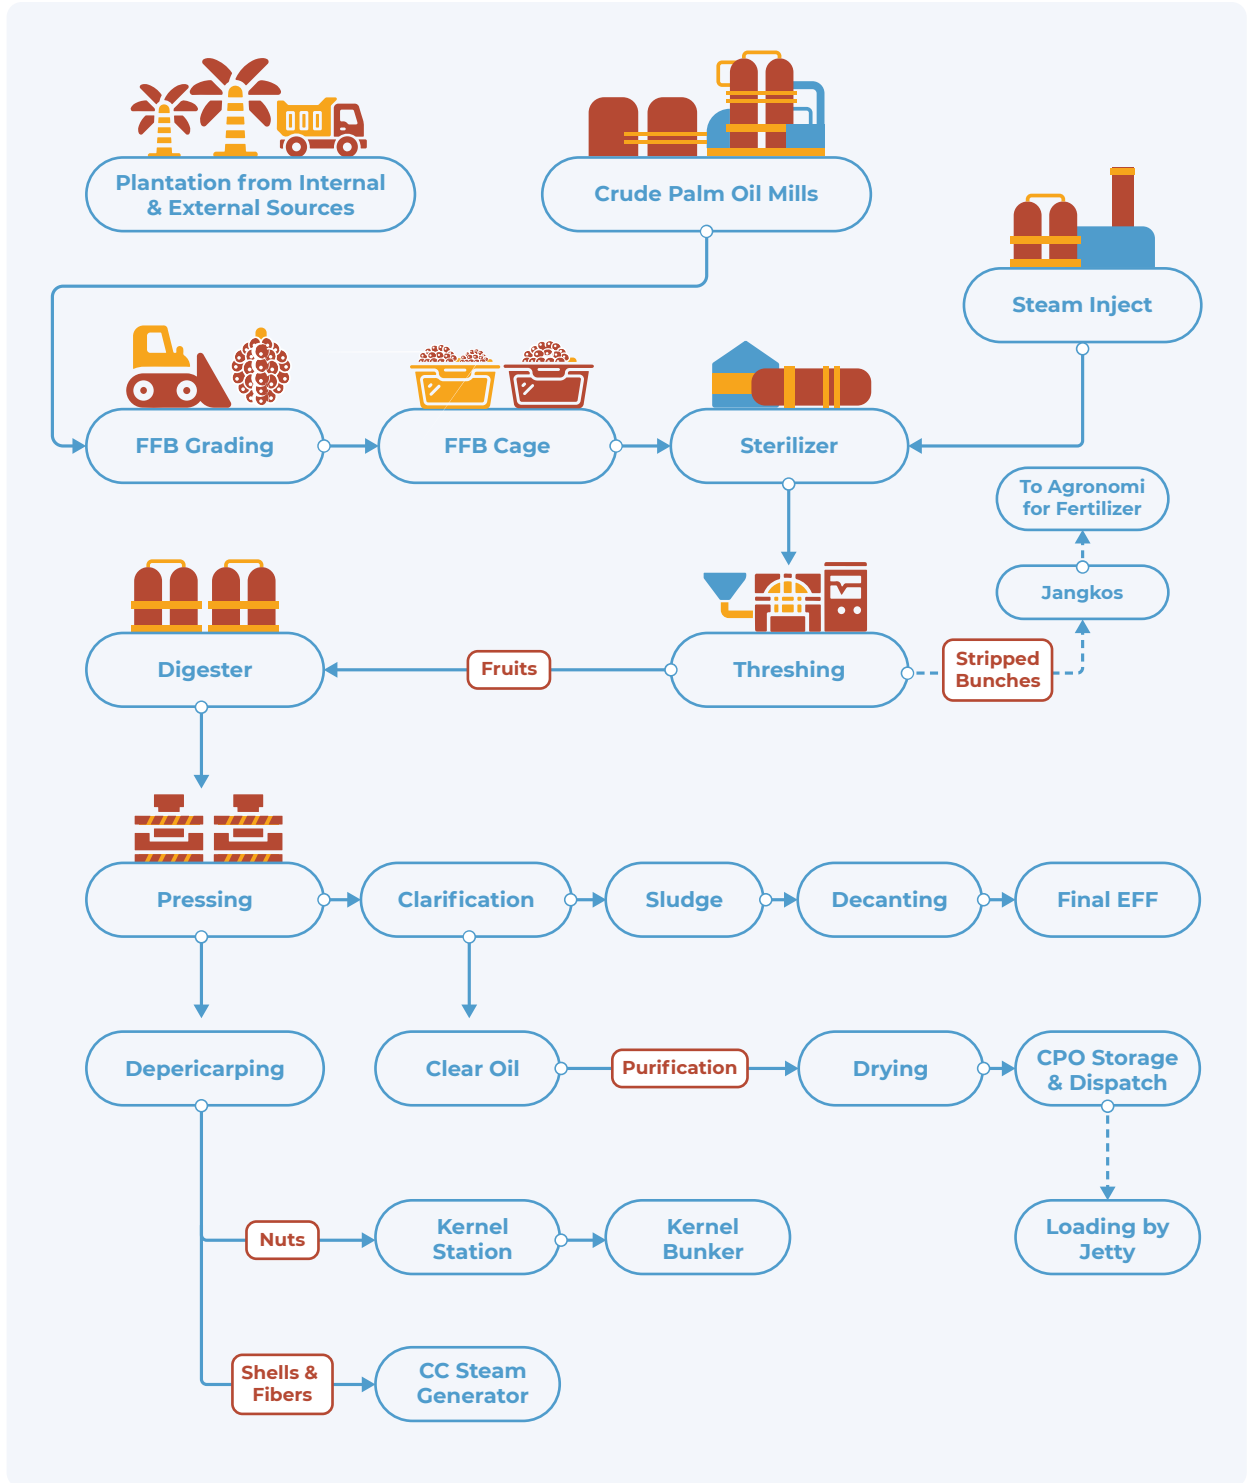 Plantation from Internal
& External Sources
Crude Palm Oil Mills
Steam Inject
FFB Grading
FFB Cage
Sterilizer
To Agronomi
for Fertilizer
Jangkos
Digester
Fruits
Threshing
Stripped
Bunches
Pressing
Clarification
Sludge
Decanting
Final EFF
Depericarping
Clear Oil
Purification
Drying
CPO Storage
& Dispatch
Nuts
Kernel
Station
Kernel
Bunker
Loading by
Jetty
Shells &
Fibers
CC Steam
Generator